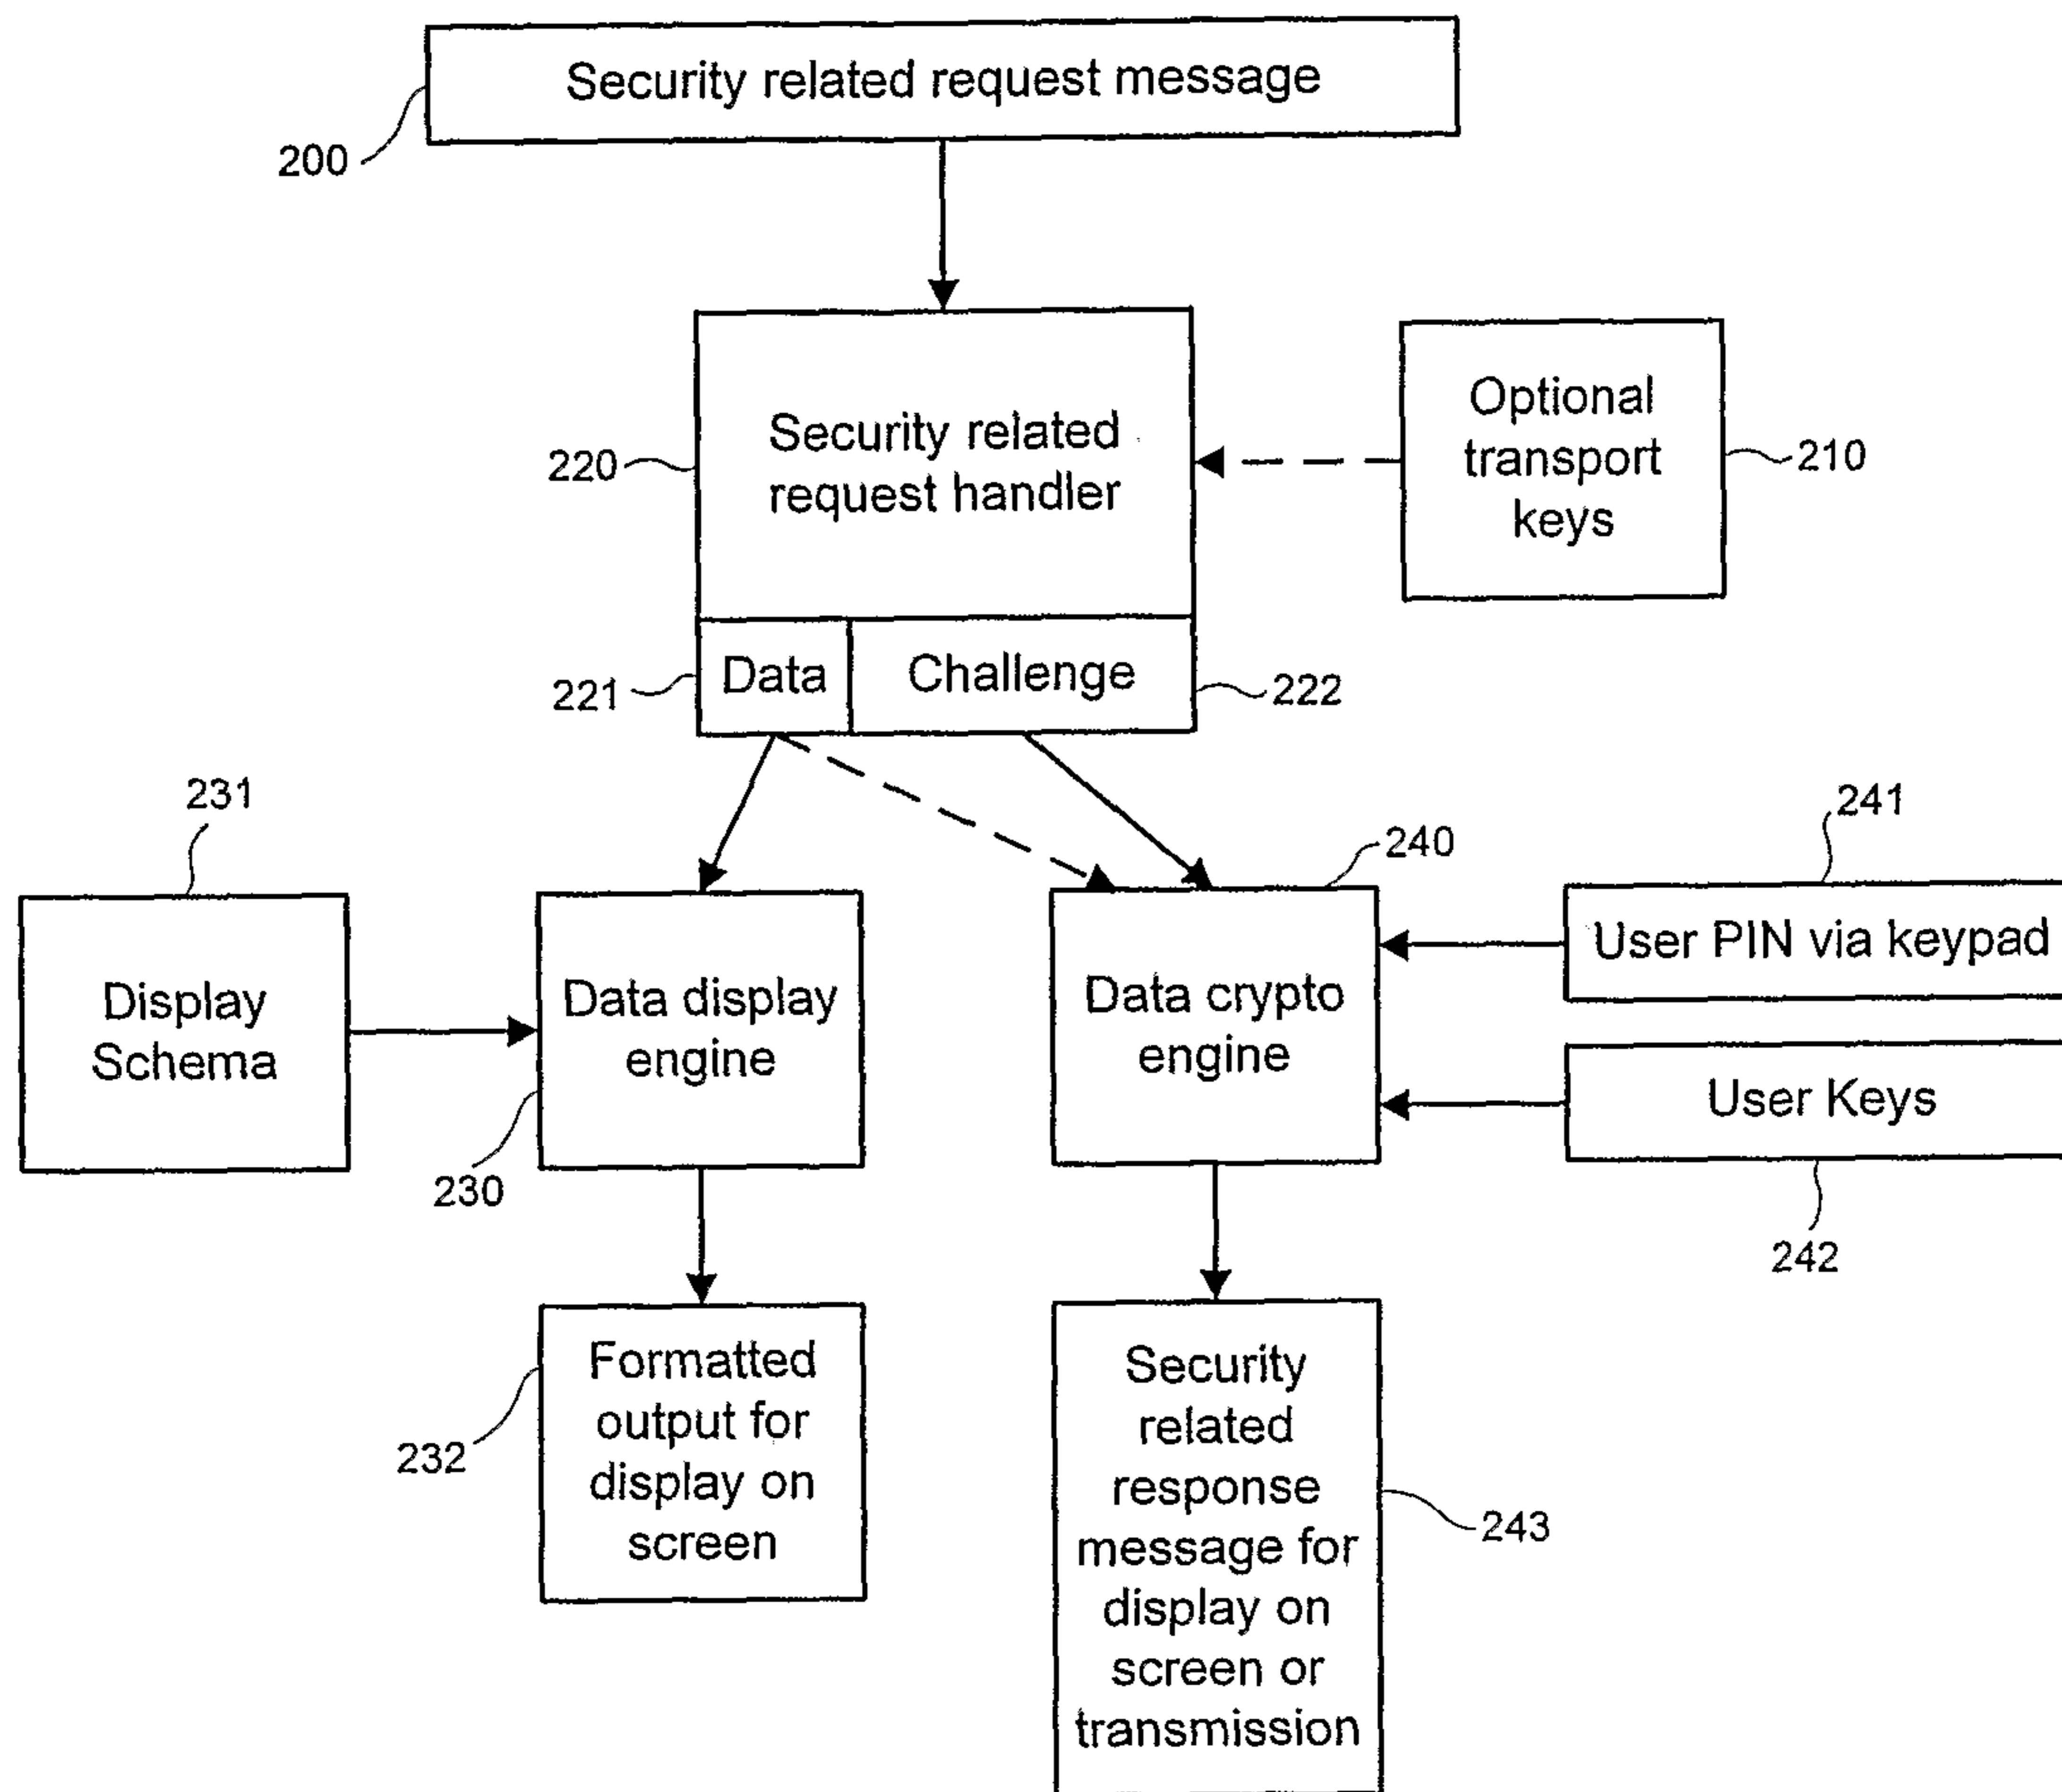 Security related request message
200
Security related
request handler
220
Optional
transport
keys
210
221
Data
Challenge
222
231
Display
Schema
Data display
engine
230
240
Data crypto
engine
241
User PIN via keypad
User Keys
242
Formatted
output for
display on
screen
232
Security
related
response
message for
display on
screen or
transmission
243